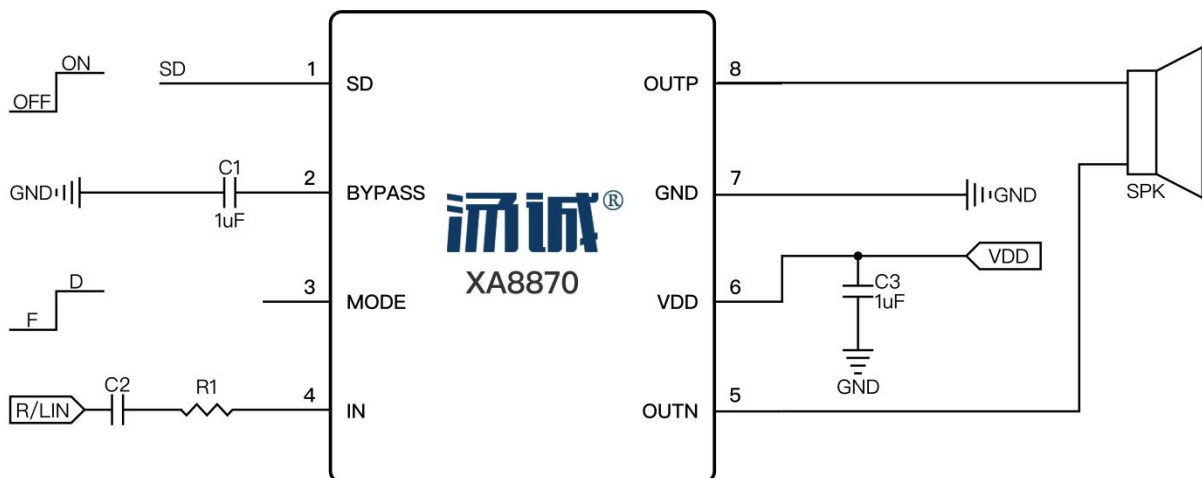 ON
OFF
SD
1
SD
C1
GND
1uF
2
BYPASS
D
F
3
MODE
R/LIN
C2
R1
4
IN
汤诚®
XA8870
OUTP
8
GND
7
GND
VDD
6
VDD
C3
1uF
GND
OUTN
5
SPK